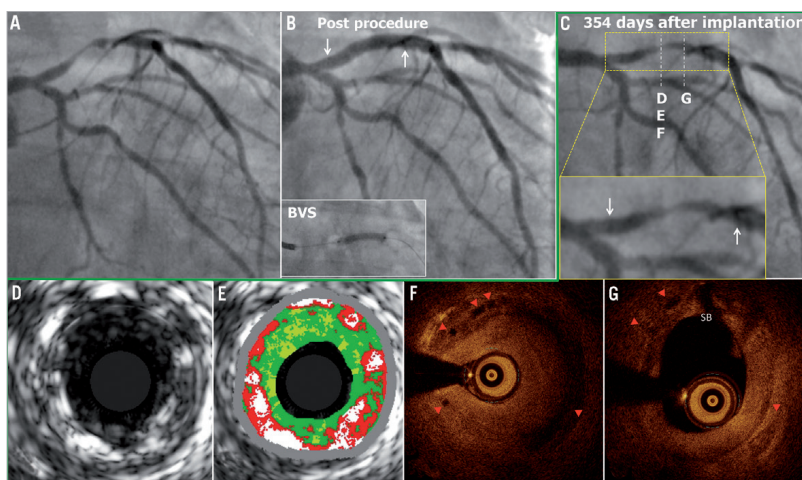 A
B
Post procedure
C
354 days after implantation
D
G
E
F
BVS
D
E
F
G
SB